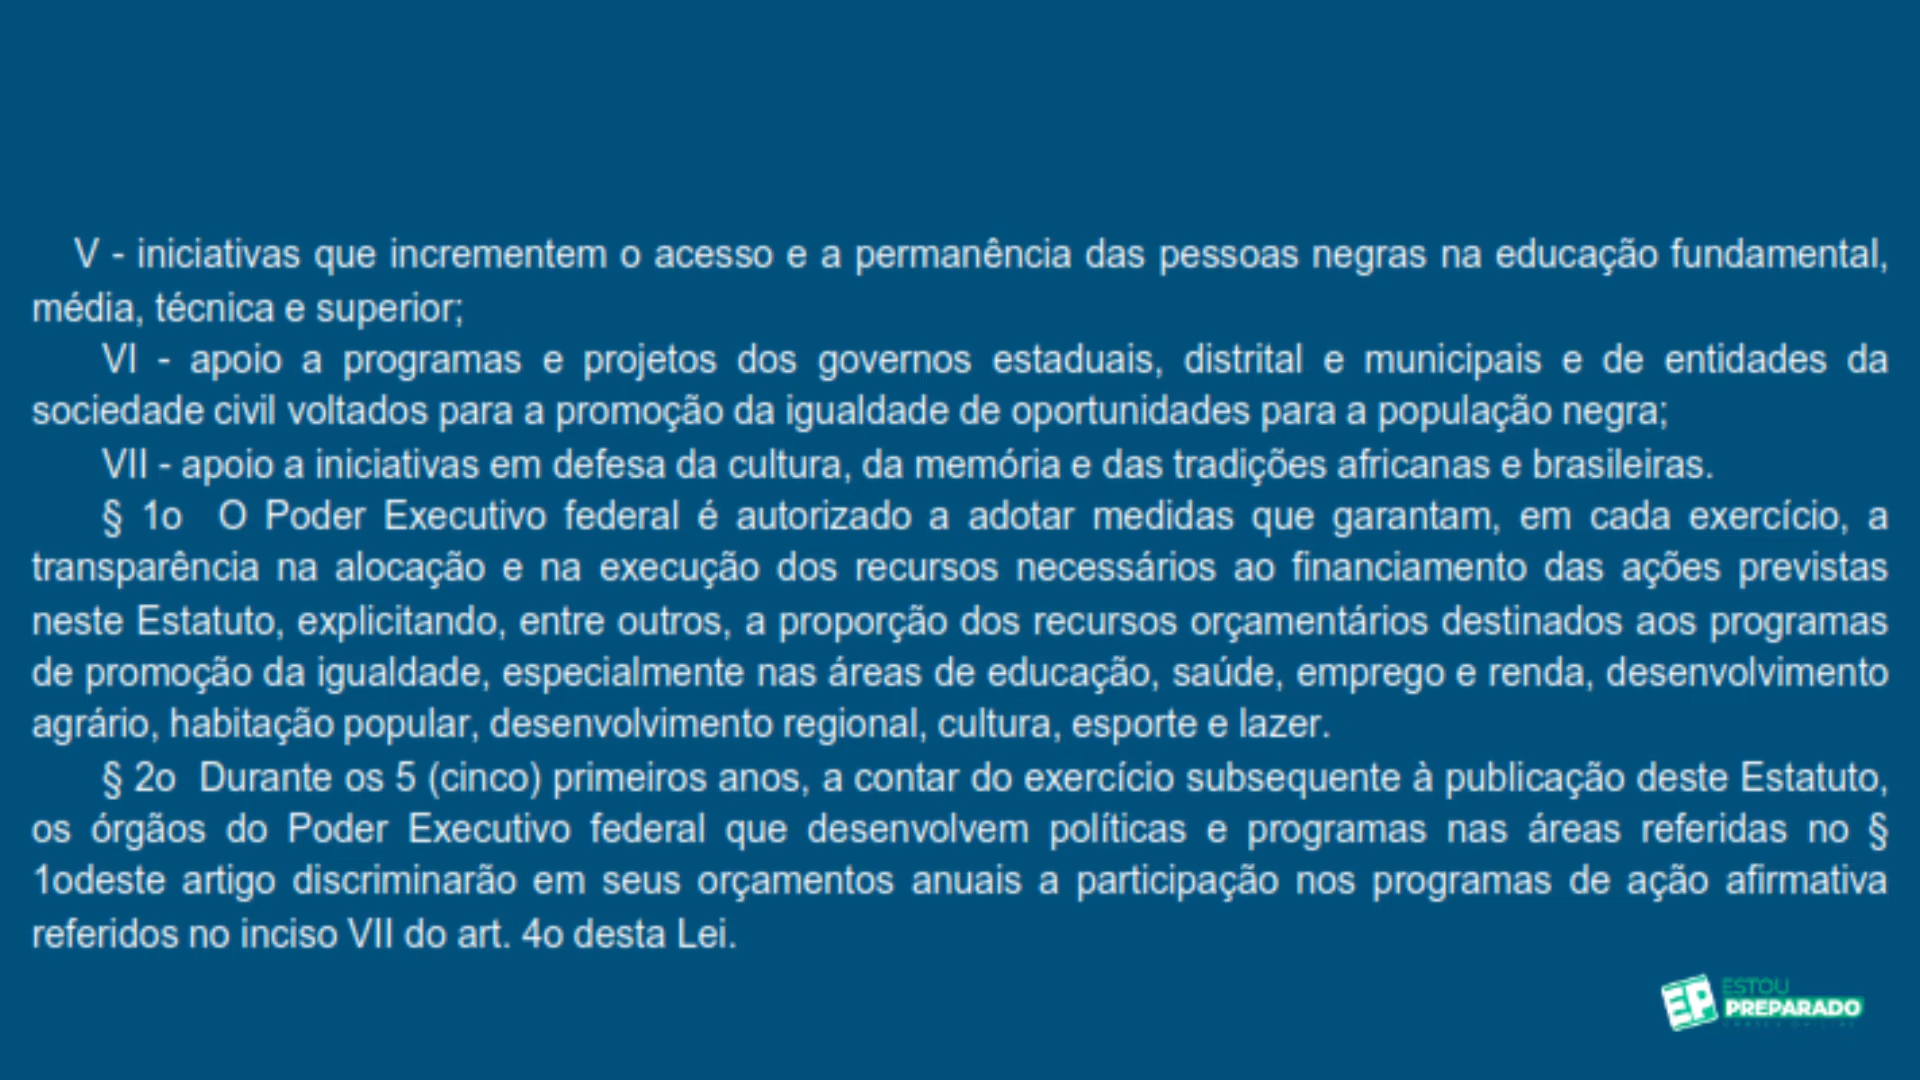 V - iniciativas que incrementem o acesso e a permanência das pessoas negras na educação fundamental,
média, técnica e superior;
VI - apoio a programas e projetos dos governos estaduais, distrital e municipais e de entidades da
sociedade civil voltados para a promoção da igualdade de oportunidades para a população negra;
VII - apoio a iniciativas em defesa da cultura, da memória e das tradições africanas e brasileiras.
§ 1o O Poder Executivo federal é autorizado a adotar medidas que garantam, em cada exercício, a
transparência na alocação e na execução dos recursos necessários ao financiamento das ações previstas
neste Estatuto, explicitando, entre outros, a proporção dos recursos orçamentários destinados aos programas
de promoção da igualdade, especialmente nas áreas de educação, saúde, emprego e renda, desenvolvimento
agrário, habitação popular, desenvolvimento regional, cultura, esporte e lazer.
§ 2o Durante os 5 (cinco) primeiros anos, a contar do exercício subsequente à publicação deste Estatuto,
os órgãos do Poder Executivo federal que desenvolvem políticas e programas nas áreas referidas no §
1odeste artigo discriminarão em seus orçamentos anuais a participação nos programas de ação afirmativa
referidos no inciso VII do art. 4o desta Lei.
EP ESTOU
PREPARADO